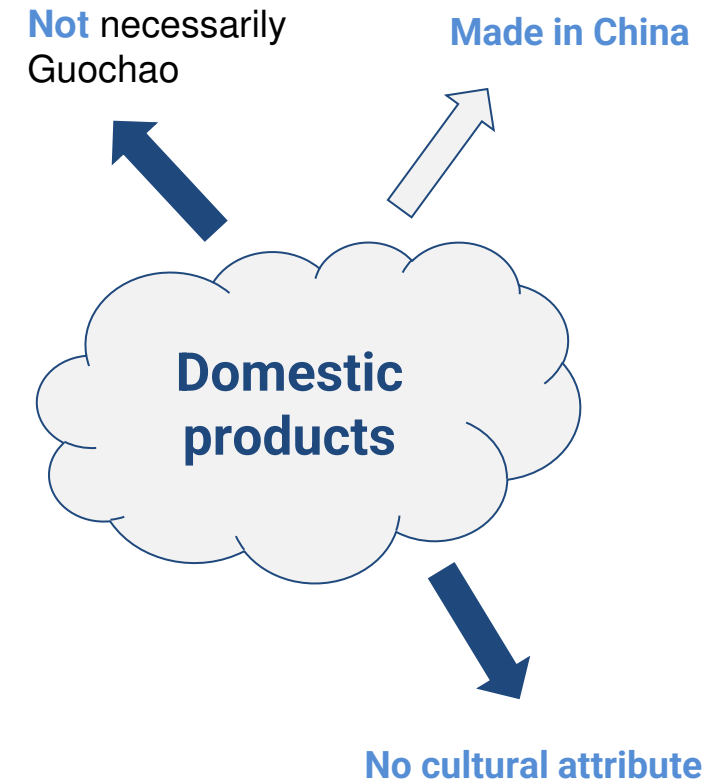 Not necessarily
Guochao
Made in China
Domestic
products
No cultural attribute